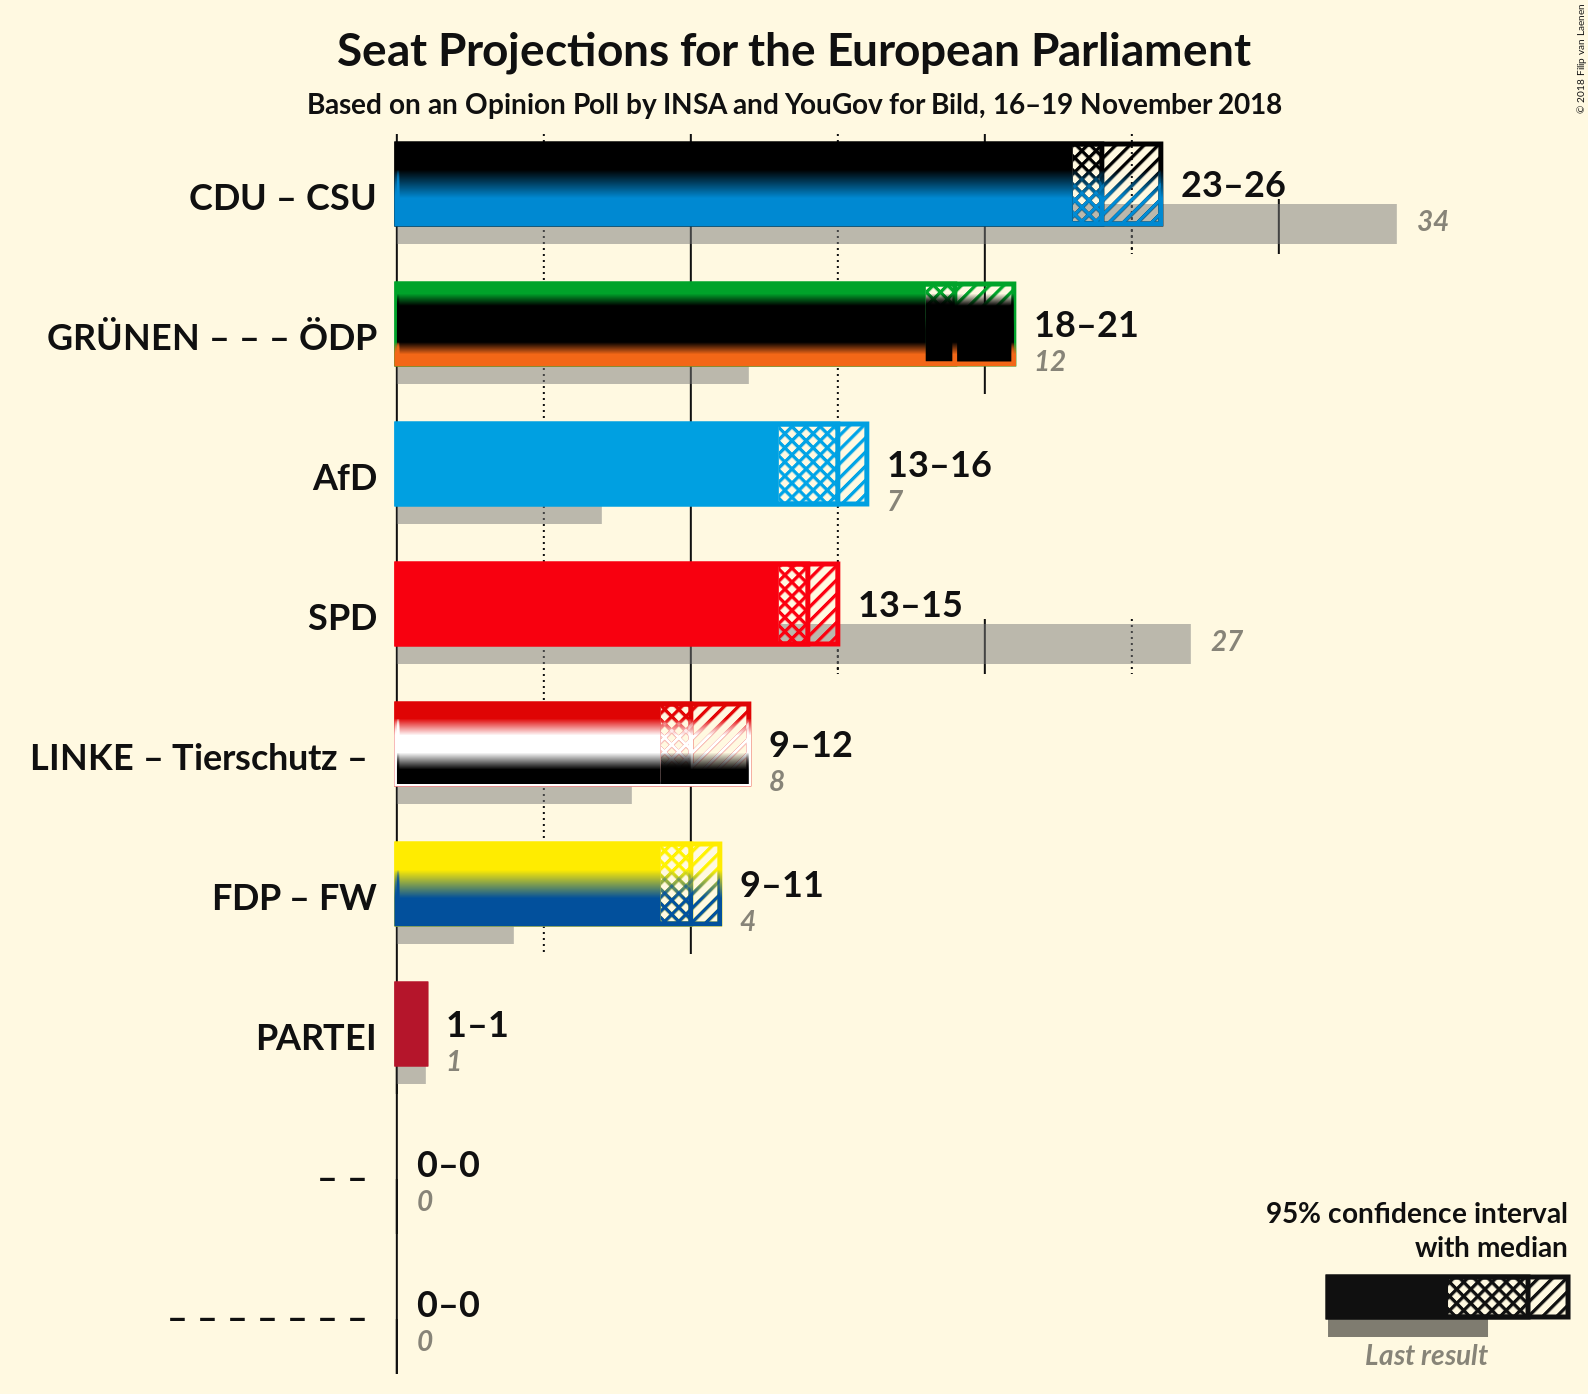 Seat Projections for the European Parliament
Based on an Opinion Poll by INSA and YouGov for Bild, 16–19 November 2018
© 2018 Filip van Laenen
CDU – CSU
23–26
34
GRÜNEN – – – ÖDP
18–21
12
AfD
13–16
7
SPD
13–15
27
LINKE – Tierschutz –
9–12
8
FDP – FW
9–11
4
PARTEI
1–1
1
– –
0–0
0
– – – – – – –
0–0
0
95% confidence interval
with median
Last result